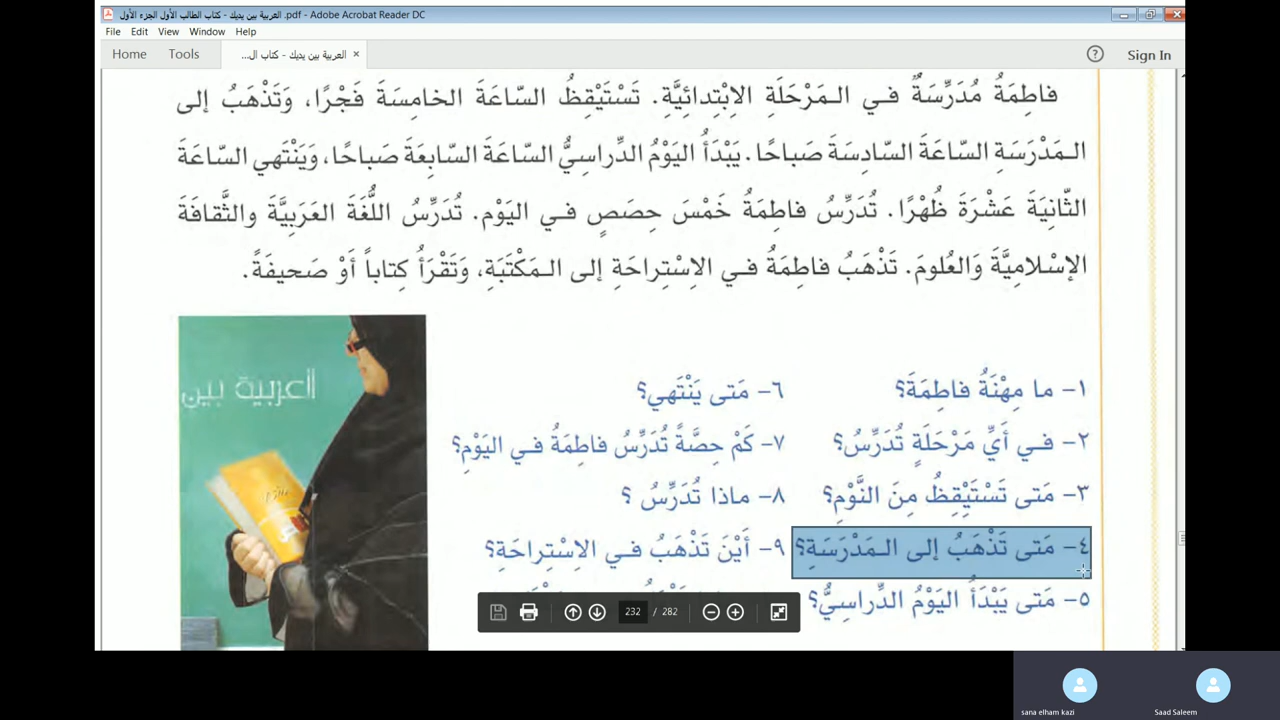 العربية بين يديك - كتاب الطالب الأول الجزء الأول.pdf - Adobe Acrobat Reader DC
File Edit View Window Help
Home Tools العربية بين يديك - كتاب ال... × Sign In
فاطِمَةُ مُدَرِّسَةٌ في الـمَرْحَلَةِ الابْتِدائيَّةِ. تَسْتَيْقِظُ السّاعَةَ الخامِسَةَ فَجْرًا، وَتَذْهَبُ إلى
الـمَدْرَسَةِ السّاعَةَ السّادِسَةَ صَباحًا. يَبْدَأُ اليَوْمُ الدِّراسِيُّ السّاعَةَ السّابِعَةَ صَباحًا، وَيَنْتَهي السّاعَةَ
الثّانِيَةَ عَشْرَةَ ظُهْرًا. تُدَرِّسُ فاطِمَةُ خَمْسَ حِصَصٍ في اليَوْمِ. تُدَرِّسُ اللُّغَةَ العَرَبِيَّةَ والثَّقافَةَ
الإسْلامِيَّةَ وَالعُلومَ. تَذْهَبُ فاطِمَةُ في الاسْتِراحَةِ إلى الـمَكْتَبَةِ، وَتَقْرَأُ كِتاباً أوْ صَحيفَةً.
١- ما مِهْنَةُ فاطِمَةَ؟
٢- في أَيِّ مَرْحَلَةٍ تُدَرِّسُ؟
٣- مَتى تَسْتَيْقِظُ مِنَ النَّوْمِ؟
٤- مَتى تَذْهَبُ إلى الـمَدْرَسَةِ؟
٥- مَتى يَبْدَأُ اليَوْمُ الدِّراسِيُّ؟
٦- مَتى يَنْتَهي؟
٧- كَمْ حِصَّةً تُدَرِّسُ فاطِمَةُ في اليَوْمِ؟
٨- ماذا تُدَرِّسُ ؟
٩- أَيْنَ تَذْهَبُ في الاسْتِراحَةِ؟
العربية بين
232 / 282
sana elham kazi
Saad Saleem